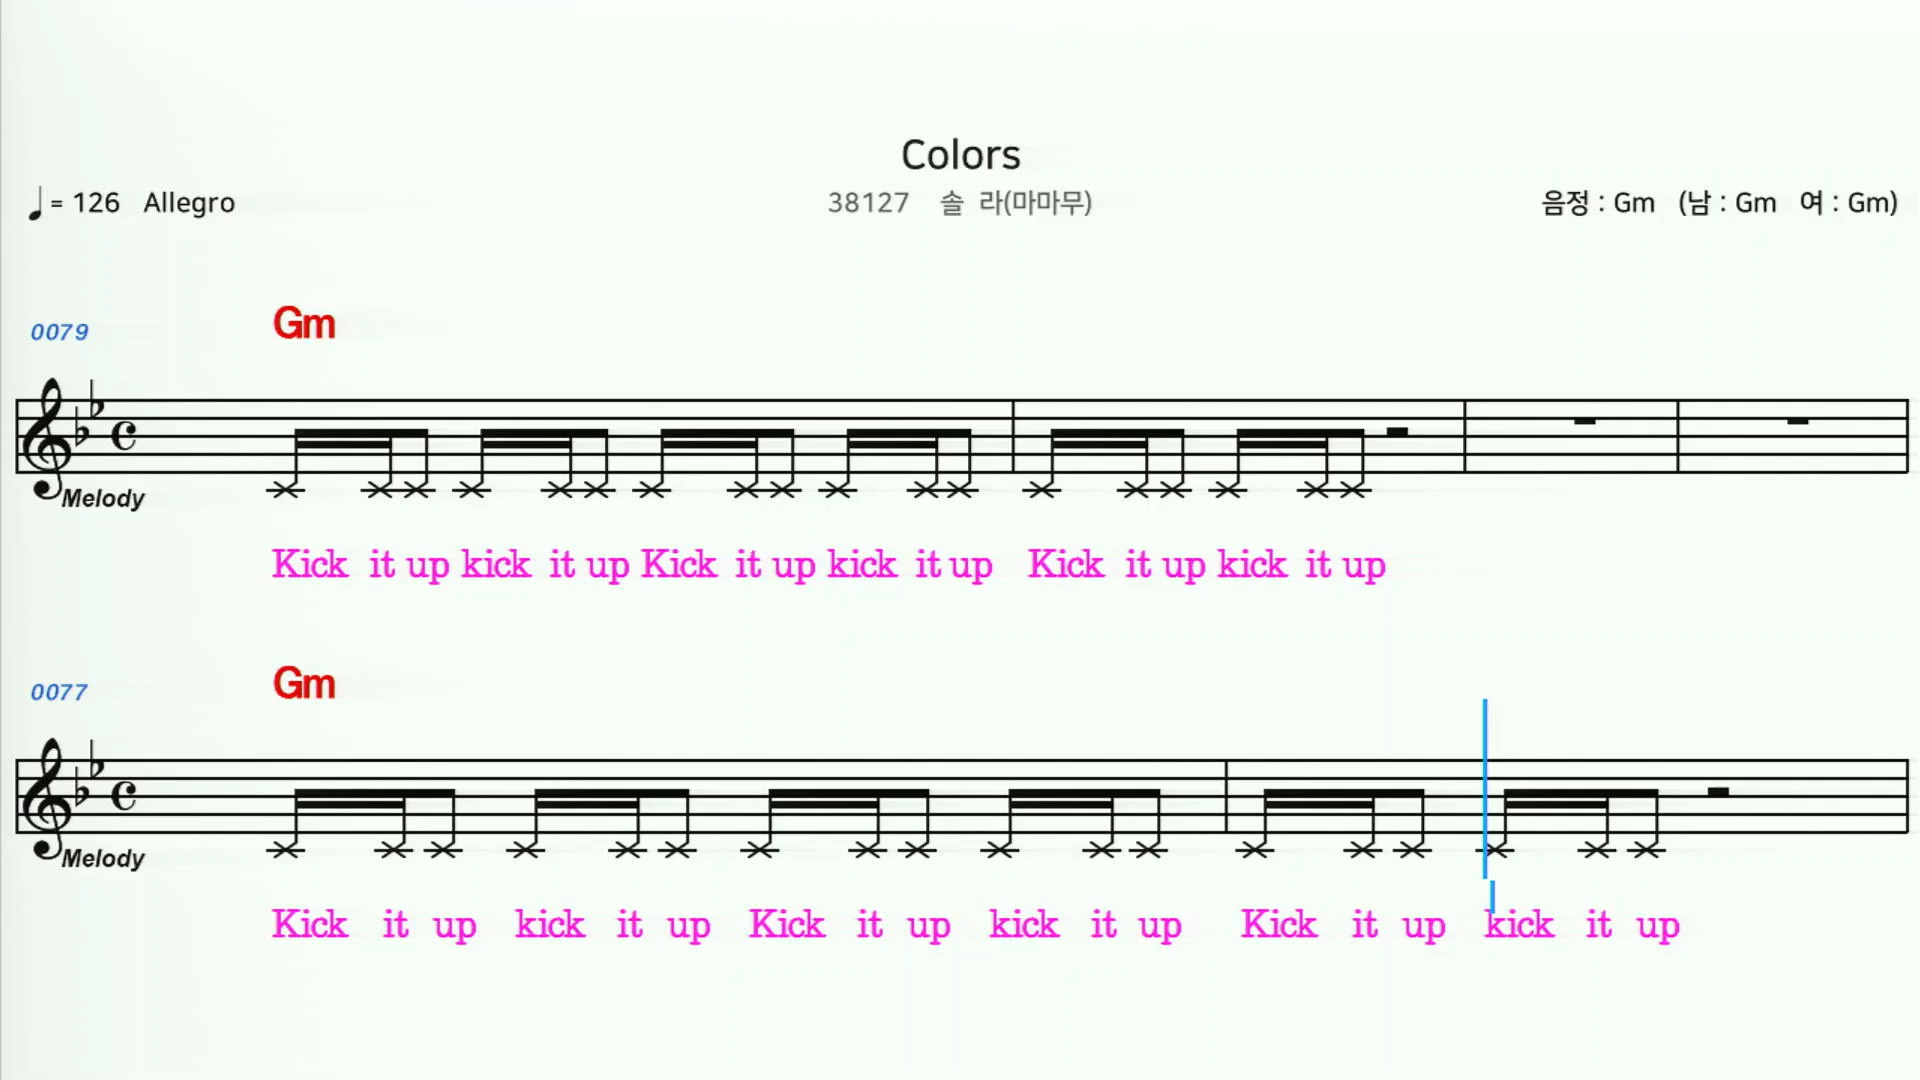 Colors
♩= 126 Allegro 38127 솔 라(마마무) 음정 : Gm (남 : Gm 여 : Gm)
0079 Gm
Melody
Kick it up kick it up Kick it up kick it up Kick it up kick it up
0077 Gm
Melody
Kick it up kick it up Kick it up kick it up Kick it up kick it up